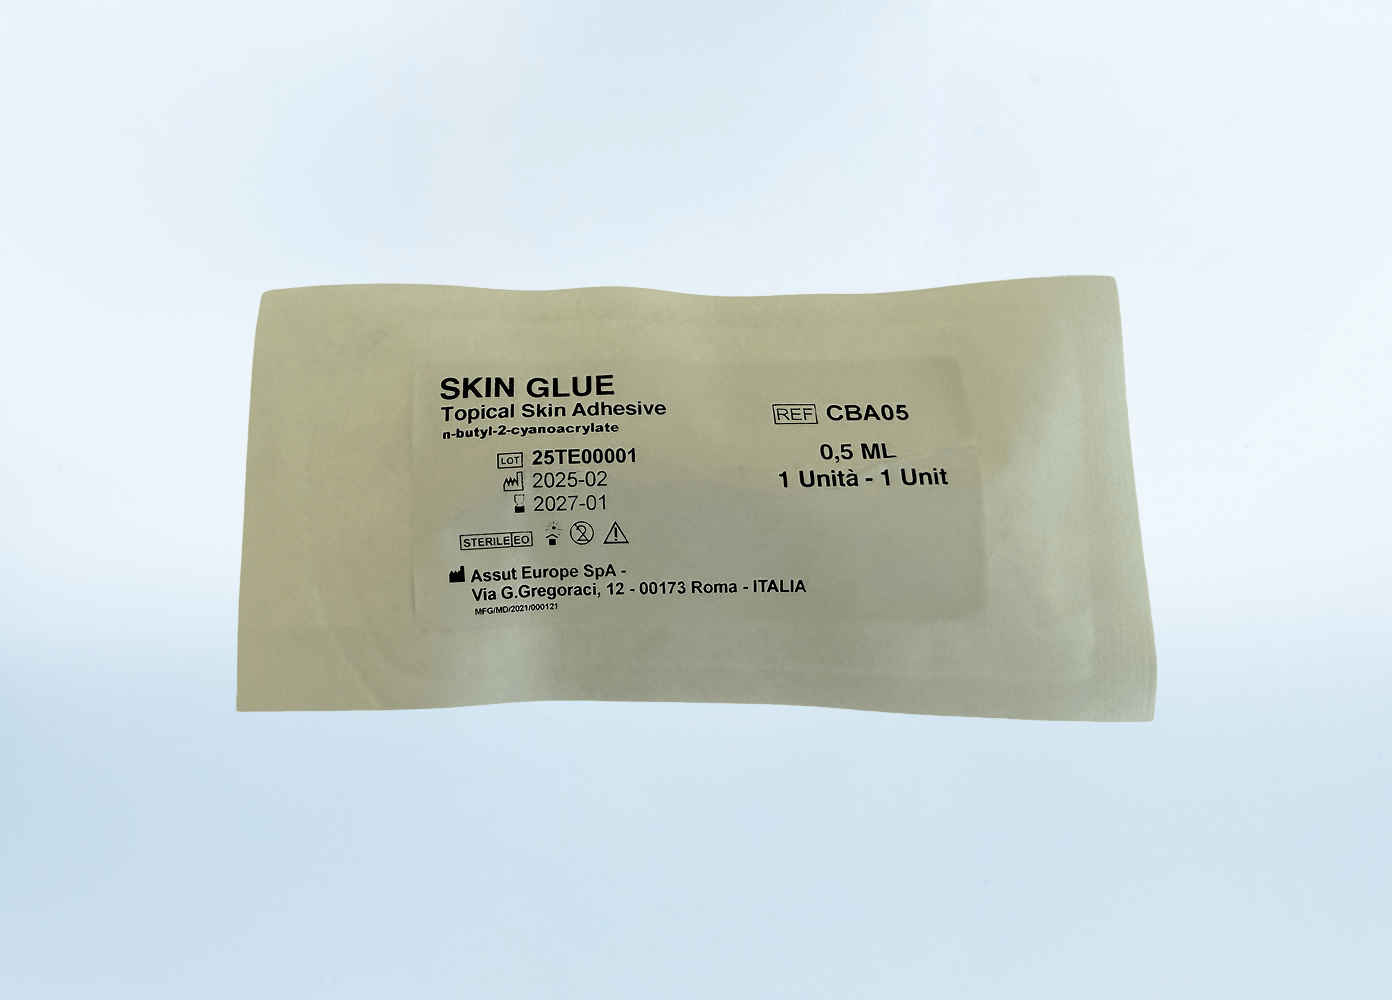 SKIN GLUE
Topical Skin Adhesive
n-butyl-2-cyanoacrylate
LOT 25TE00001
2025-02
2027-01
STERILE EO
2
Assut Europe SpA -
Via G.Gregoraci, 12 - 00173 Roma - ITALIA
MFG/MD/2021/000121
REF CBA05
0,5 ML
1 Unità - 1 Unit